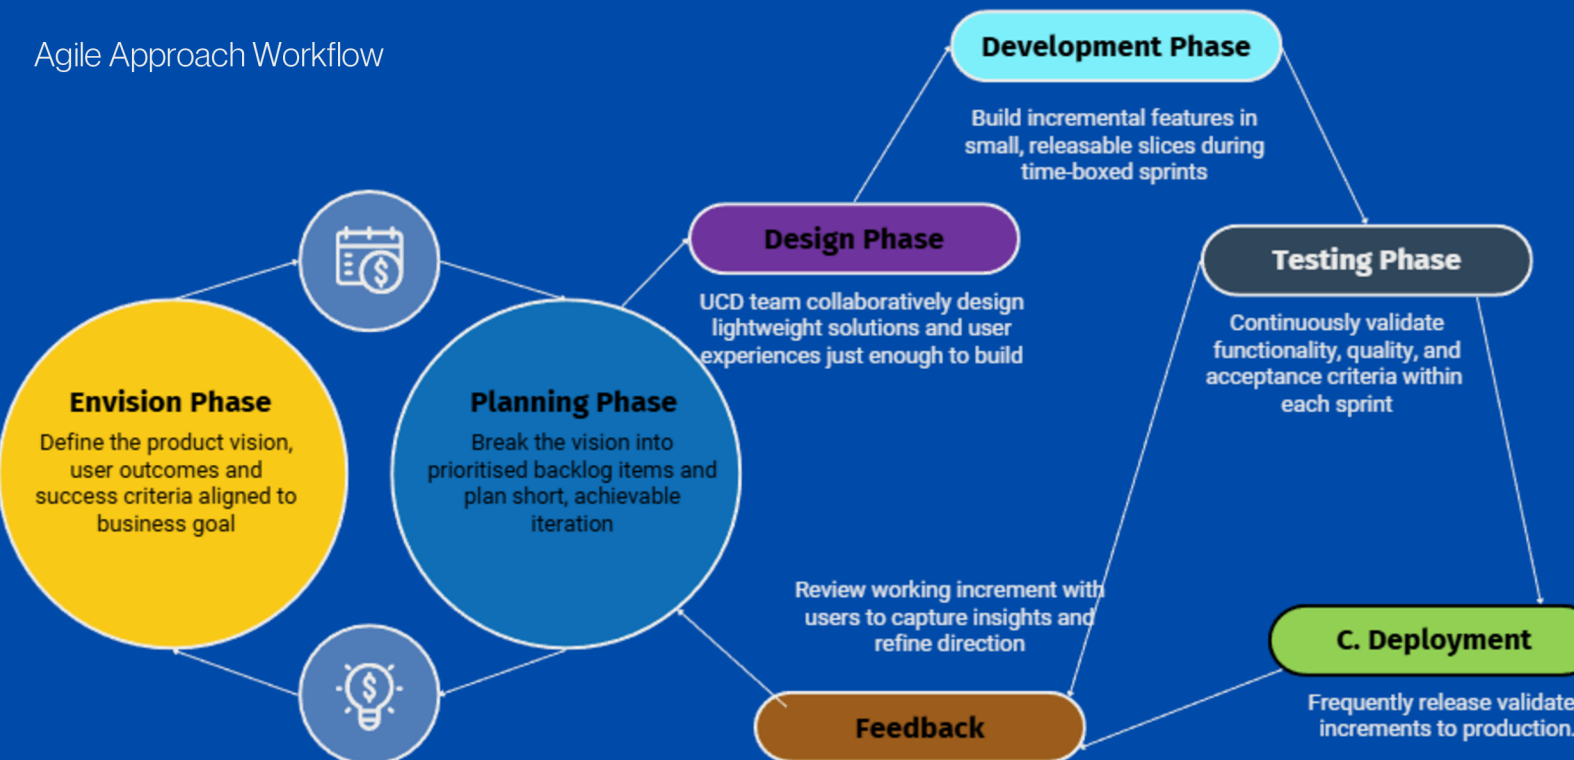 Agile Approach Workflow
Development Phase
Build incremental features in
small, releasable slices during
time-boxed sprints
Design Phase
UCD team collaboratively design
lightweight solutions and user
experiences just enough to build
Testing Phase
Continuously validate
functionality, quality, and
acceptance criteria within
each sprint
Envision Phase
Define the product vision,
user outcomes and
success criteria aligned to
business goal
Planning Phase
Break the vision into
prioritised backlog items and
plan short, achievable
iteration
Review working increment with
users to capture insights and
refine direction
Feedback
C. Deployment
Frequently release validate
increments to production.
$
$